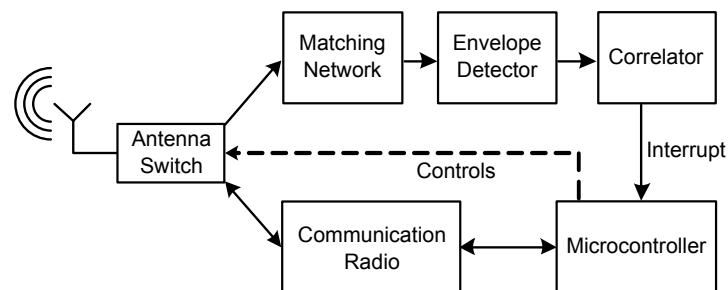 Matching
Network
Envelope
Detector
Correlator
Antenna
Switch
Controls
Interrupt
Communication
Radio
Microcontroller